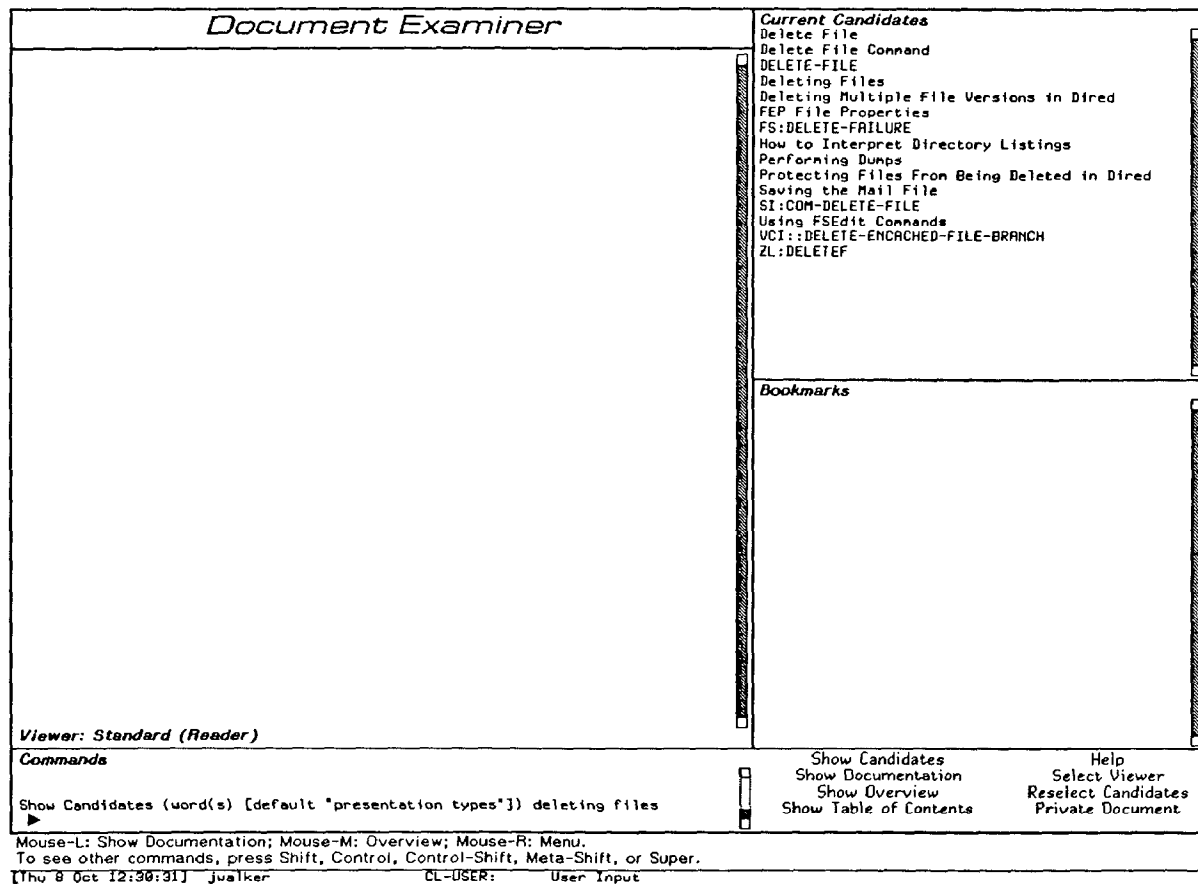 Document Examiner
Current Candidates
Delete File
Delete File Command
DELETE-FILE
Deleting Files
Deleting Multiple File Versions in Dired
FEP File Properties
FS:DELETE-FAILURE
How to Interpret Directory Listings
Performing Dumps
Protecting Files From Being Deleted in Dired
Saving the Mail File
SI:COM-DELETE-FILE
Using FSEdit Commands
VCI::DELETE-ENCACHED-FILE-BRANCH
ZL:DELETEF
Bookmarks
Viewer: Standard (Reader)
Commands
Show Candidates (word(s) [default "presentation types"]) deleting files
Show Candidates Help
Show Documentation Select Viewer
Show Overview Reselect Candidates
Show Table of Contents Private Document
Mouse-L: Show Documentation; Mouse-M: Overview; Mouse-R: Menu.
To see other commands, press Shift, Control, Control-Shift, Meta-Shift, or Super.
[Thu 8 Oct 12:30:31] jwalker CL-USER: User Input